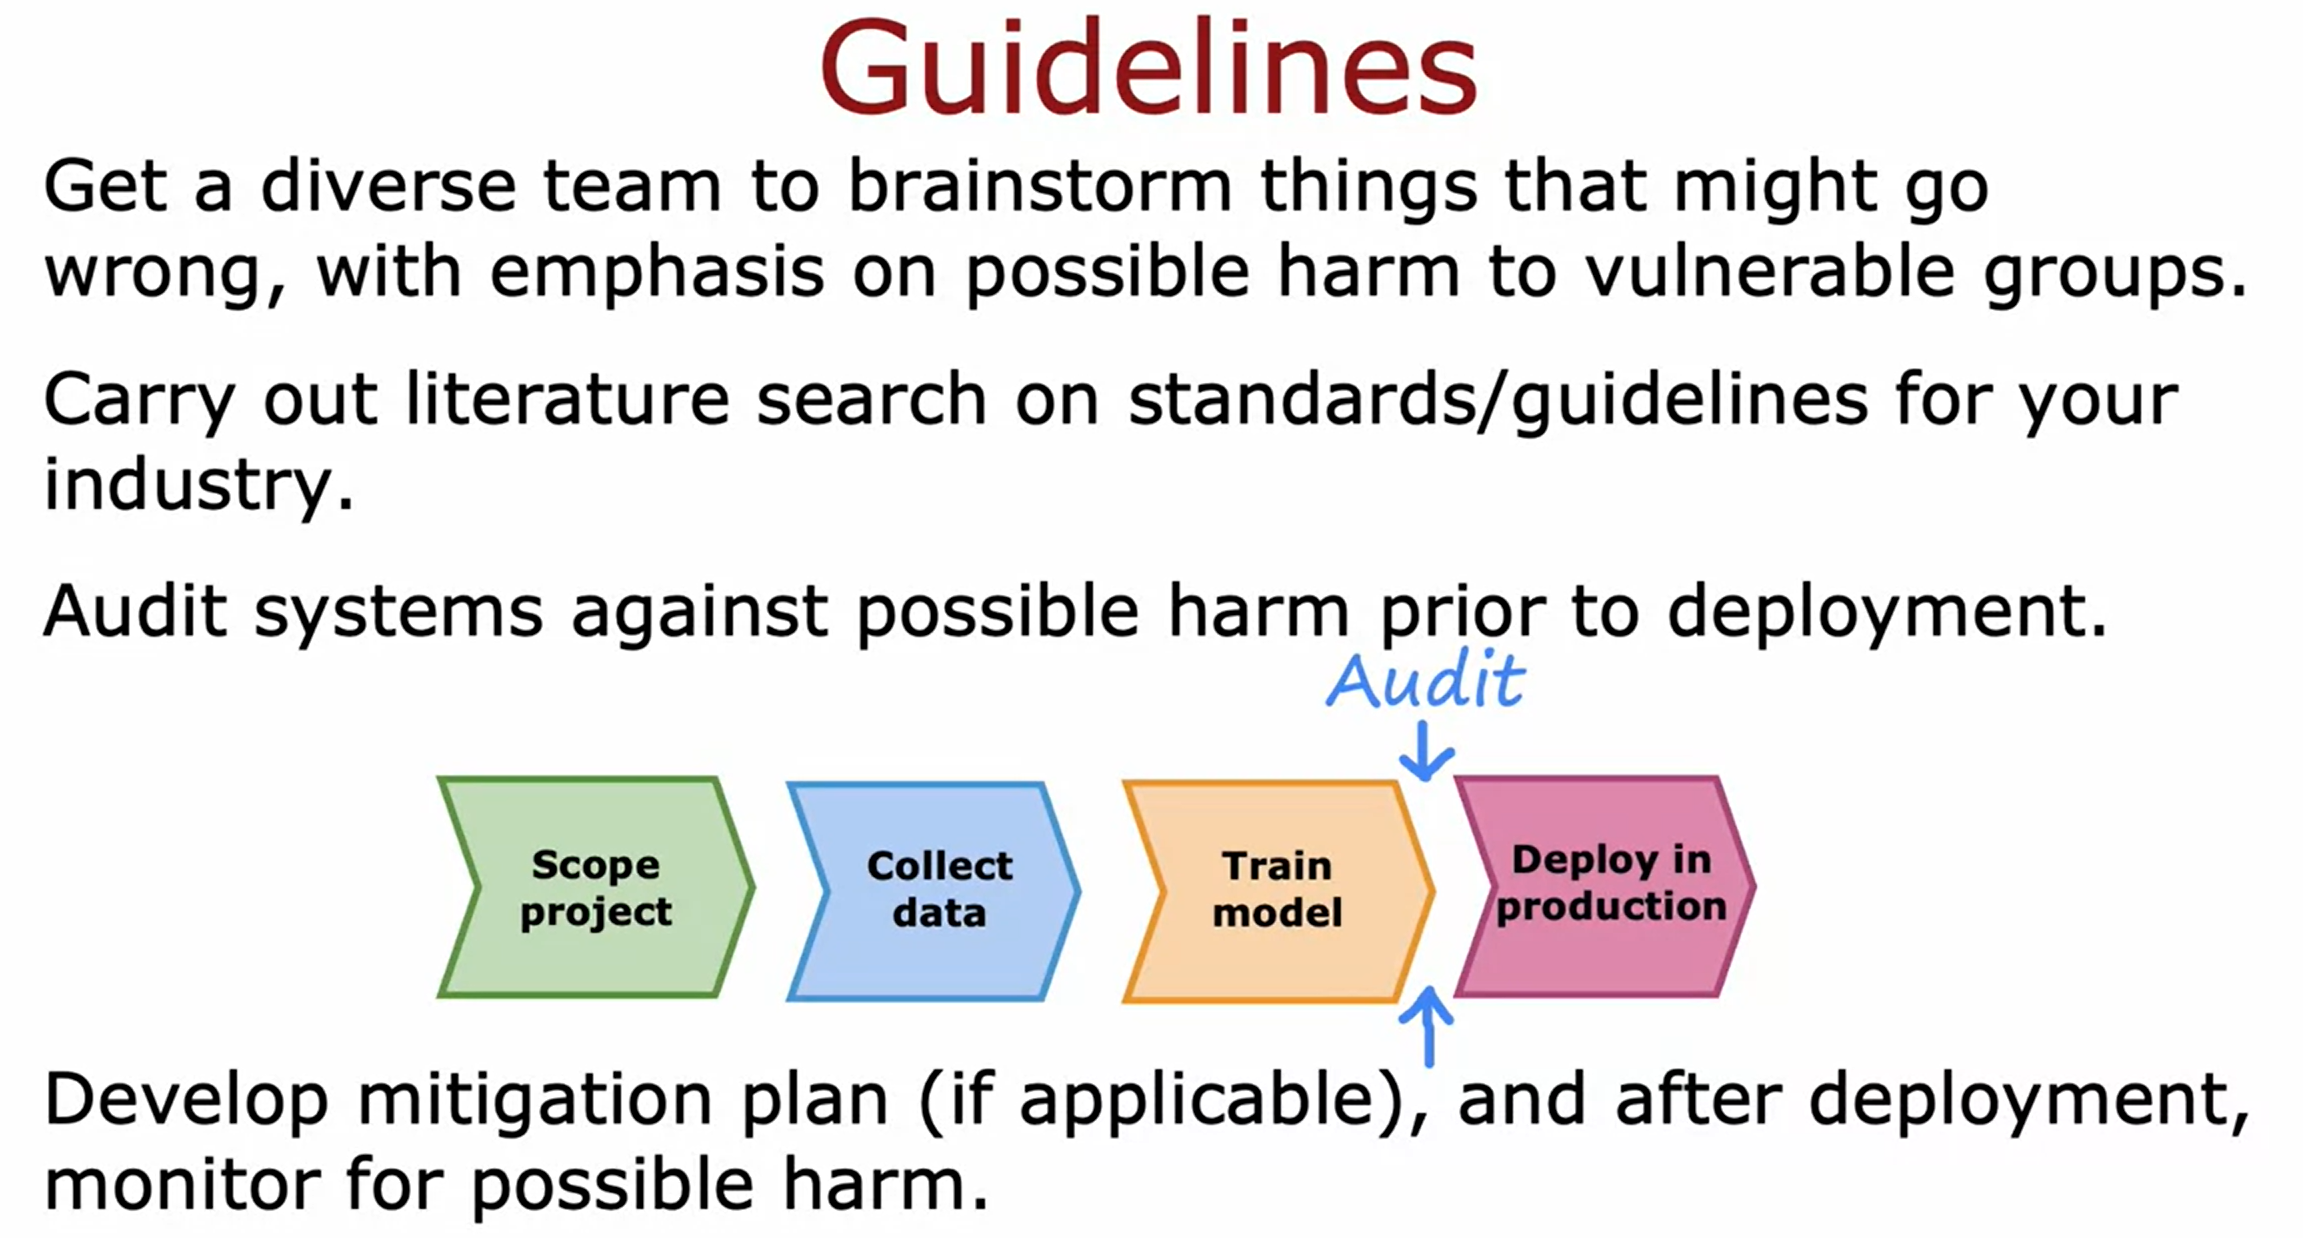 Guidelines
Get a diverse team to brainstorm things that might go
wrong, with emphasis on possible harm to vulnerable groups.
Carry out literature search on standards/guidelines for your
industry.
Audit systems against possible harm prior to deployment.
Audit
Scope
project
Collect
data
Train
model
Deploy in
production
Develop mitigation plan (if applicable), and after deployment,
monitor for possible harm.